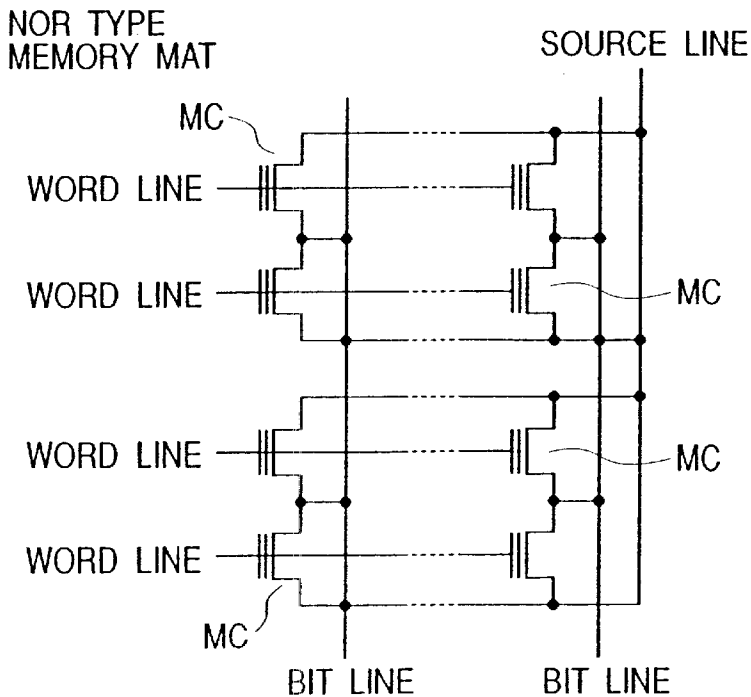 NOR TYPE
MEMORY MAT
SOURCE LINE
MC
WORD LINE
WORD LINE
MC
WORD LINE
MC
WORD LINE
MC
BIT LINE
BIT LINE